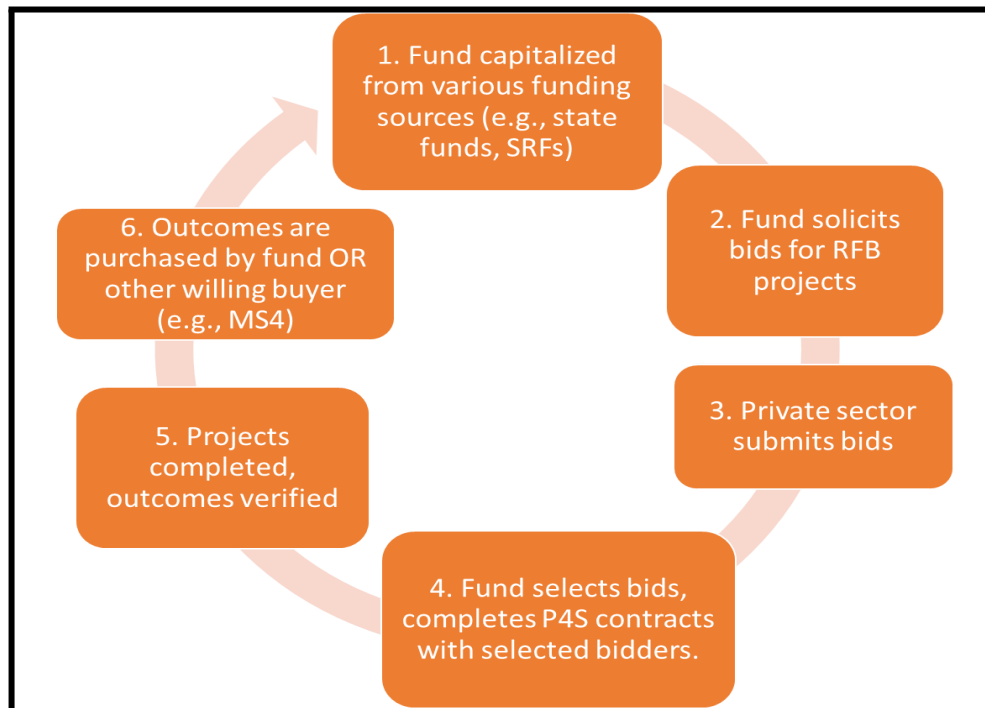 1. Fund capitalized
from various funding
sources (e.g., state
funds, SRFs)
2. Fund solicits
bids for RFB
projects
3. Private sector
submits bids
4. Fund selects bids,
completes P4S contracts
with selected bidders.
5. Projects
completed,
outcomes verified
6. Outcomes are
purchased by fund OR
other willing buyer
(e.g., MS4)